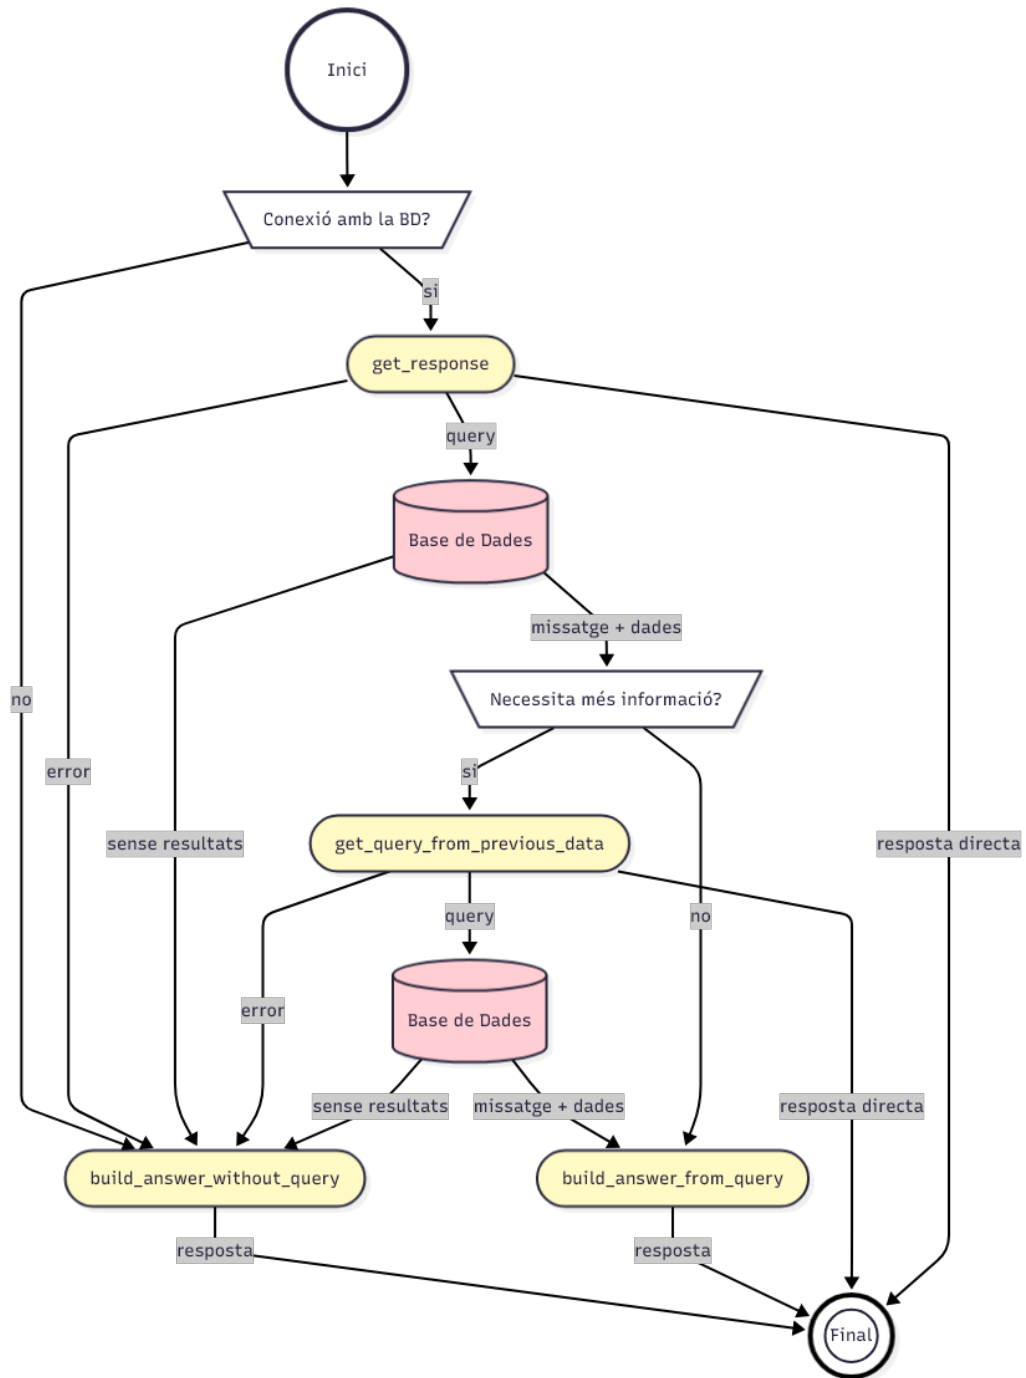 Inici
Conexió amb la BD?
si
get_response
query
Base de Dades
missatge + dades
Necessita més informació?
no
si
error
sense resultats
get_query_from_previous_data
resposta directa
query
no
error
Base de Dades
sense resultats
missatge + dades
resposta directa
build_answer_without_query
build_answer_from_query
resposta
resposta
Final